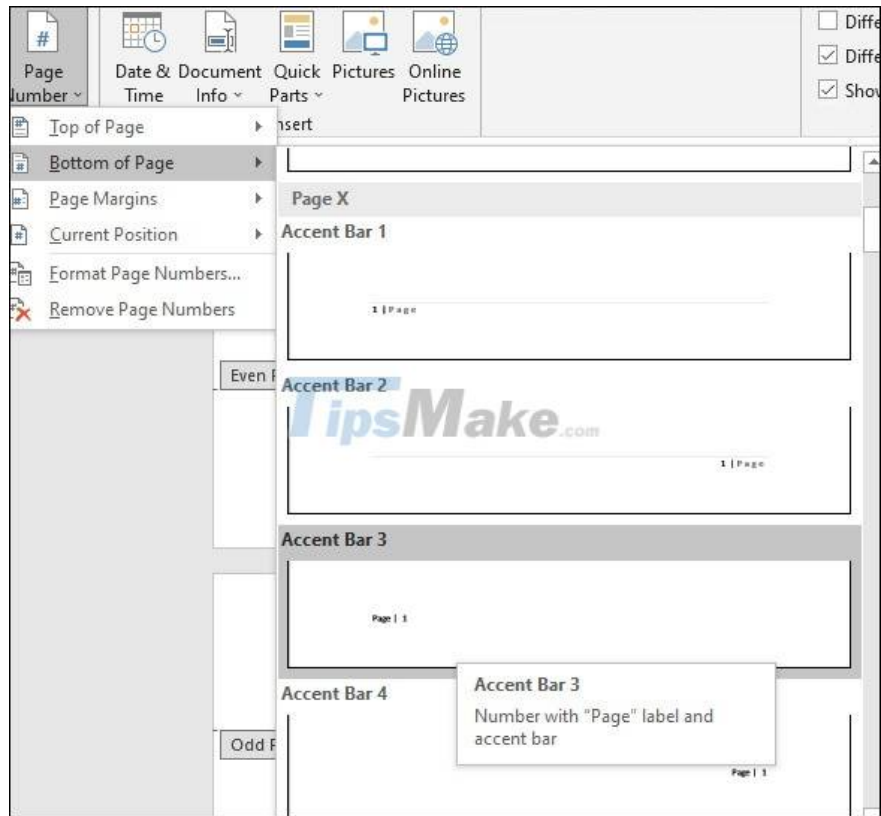 #
Page
Number
Date &
Time
Document
Info
Quick
Parts
Pictures
Online
Pictures
Diffe
Diffe
Show
Insert
Top of Page
Bottom of Page
Page Margins
Current Position
Format Page Numbers...
Remove Page Numbers
Page X
Accent Bar 1
1 | Page
Even P
Accent Bar 2
TipsMake.com
1 | Page
Accent Bar 3
Page | 1
Accent Bar 3
Number with "Page" label and
accent bar
Accent Bar 4
Odd P
Page | 1